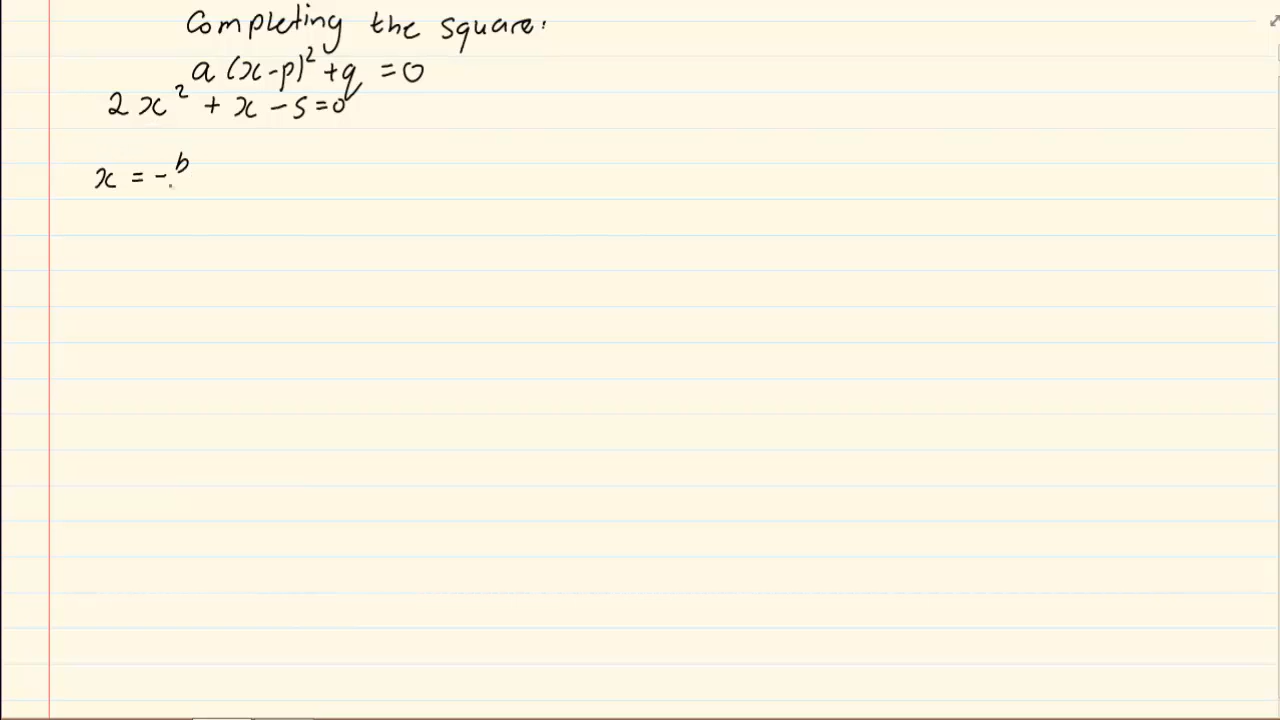 Completing the square:
a(x-p)² + q = 0
2x² + x - 5 = 0
x = -b